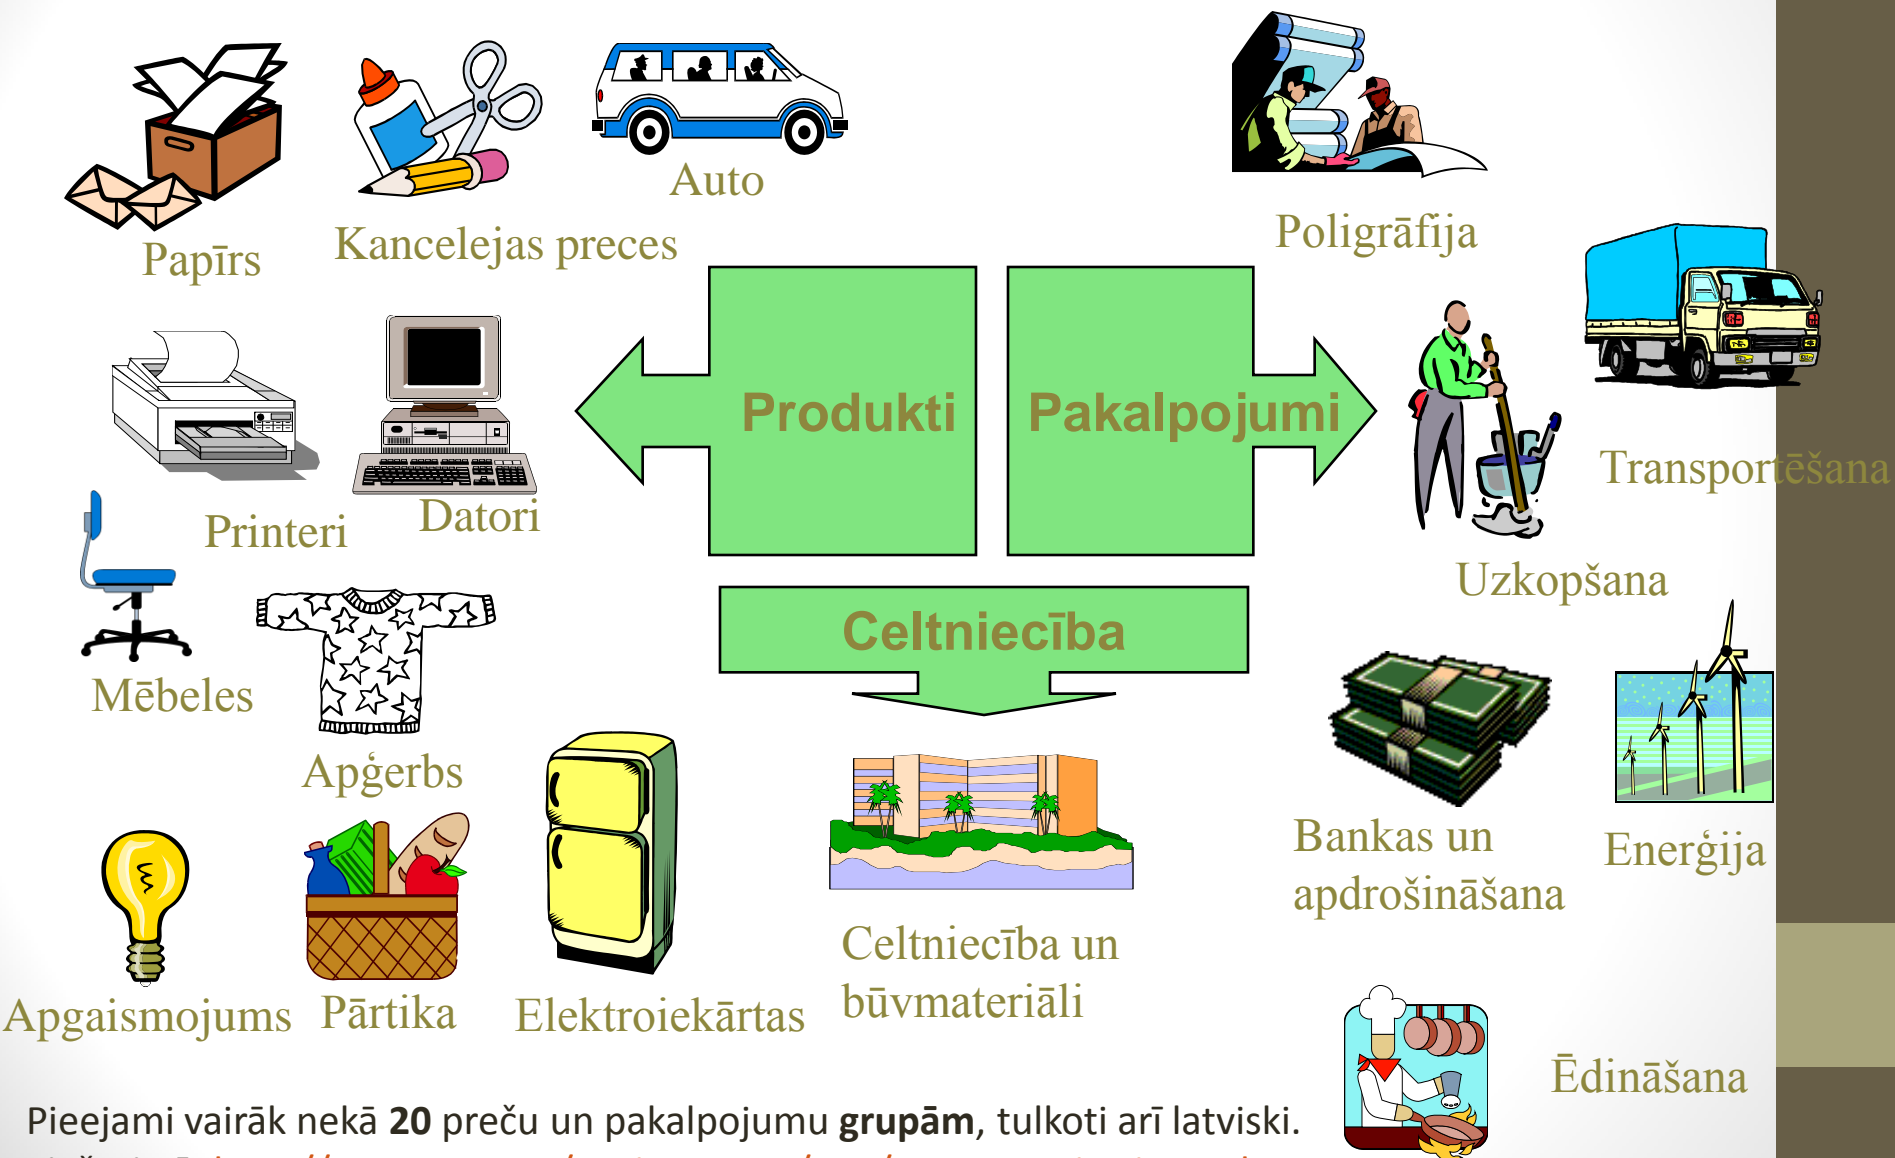 Papīrs
Kancelejas preces
Auto
Poligrāfija
Printeri
Datori
Produkti
Pakalpojumi
Transportēšana
Uzkopšana
Mēbeles
Apģerbs
Celtniecība
Bankas un
apdrošināšana
Enerģija
Apgaismojums
Pārtika
Elektroiekārtas
Celtniecība un
būvmateriāli
Ēdināšana
Pieejami vairāk nekā 20 preču un pakalpojumu grupām, tulkoti arī latviski.